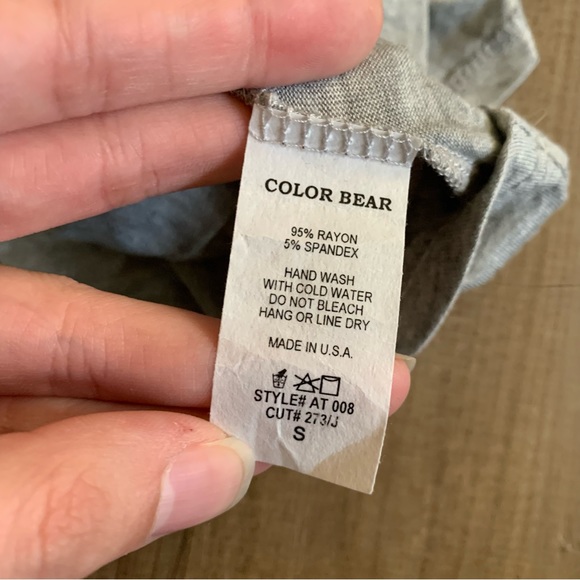 COLOR BEAR
95% RAYON
5% SPANDEX
HAND WASH
WITH COLD WATER
DO NOT BLEACH
HANG OR LINE DRY
MADE IN U.S.A.
STYLE# AT 008
CUT# 273/J
S